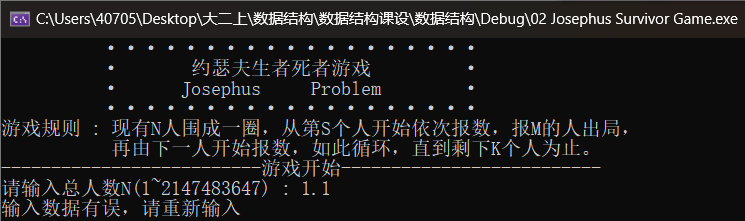 C:\Users\40705\Desktop\大二上\数据结构\数据结构课设\数据结构\Debug\02 Josephus Survivor Game.exe
约瑟夫生者死者游戏
Josephus Problem
游戏规则 : 现有N人围成一圈，从第S个人开始依次报数，报M的人出局，
再由下一人开始报数，如此循环，直到剩下K个人为止。
--------------------------游戏开始--------------------------
请输入总人数N(1~2147483647) : 1.1
输入数据有误，请重新输入